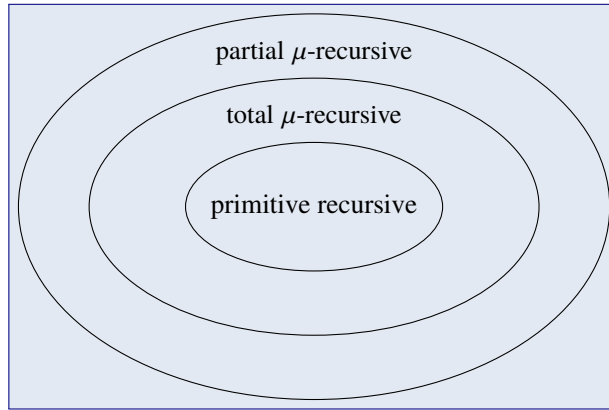 partial μ-recursive
total μ-recursive
primitive recursive